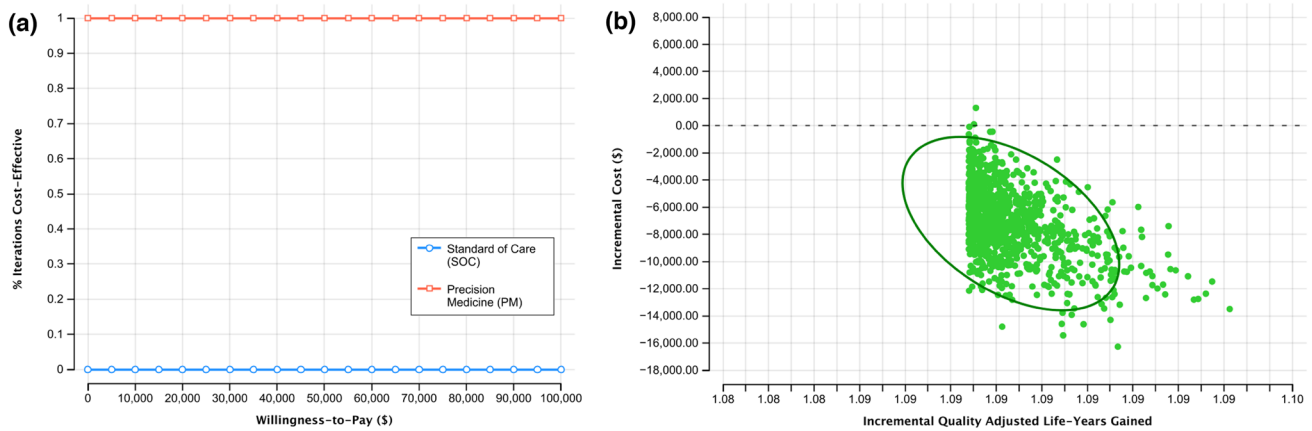 (a)
1
0.9
0.8
0.7
0.6
0.5
0.4
0.3
0.2
0.1
0
% Iterations Cost-Effective
Standard of Care
(SOC)
Precision
Medicine (PM)
0 10,000 20,000 30,000 40,000 50,000 60,000 70,000 80,000 90,000 100,000
Willingness-to-Pay ($)
(b)
8,000.00
6,000.00
4,000.00
2,000.00
0.00
−2,000.00
−4,000.00
−6,000.00
−8,000.00
−10,000.00
−12,000.00
−14,000.00
−16,000.00
−18,000.00
Incremental Cost ($)
1.08 1.08 1.08 1.09 1.09 1.09 1.09 1.09 1.09 1.09 1.09 1.09 1.10
Incremental Quality Adjusted Life-Years Gained